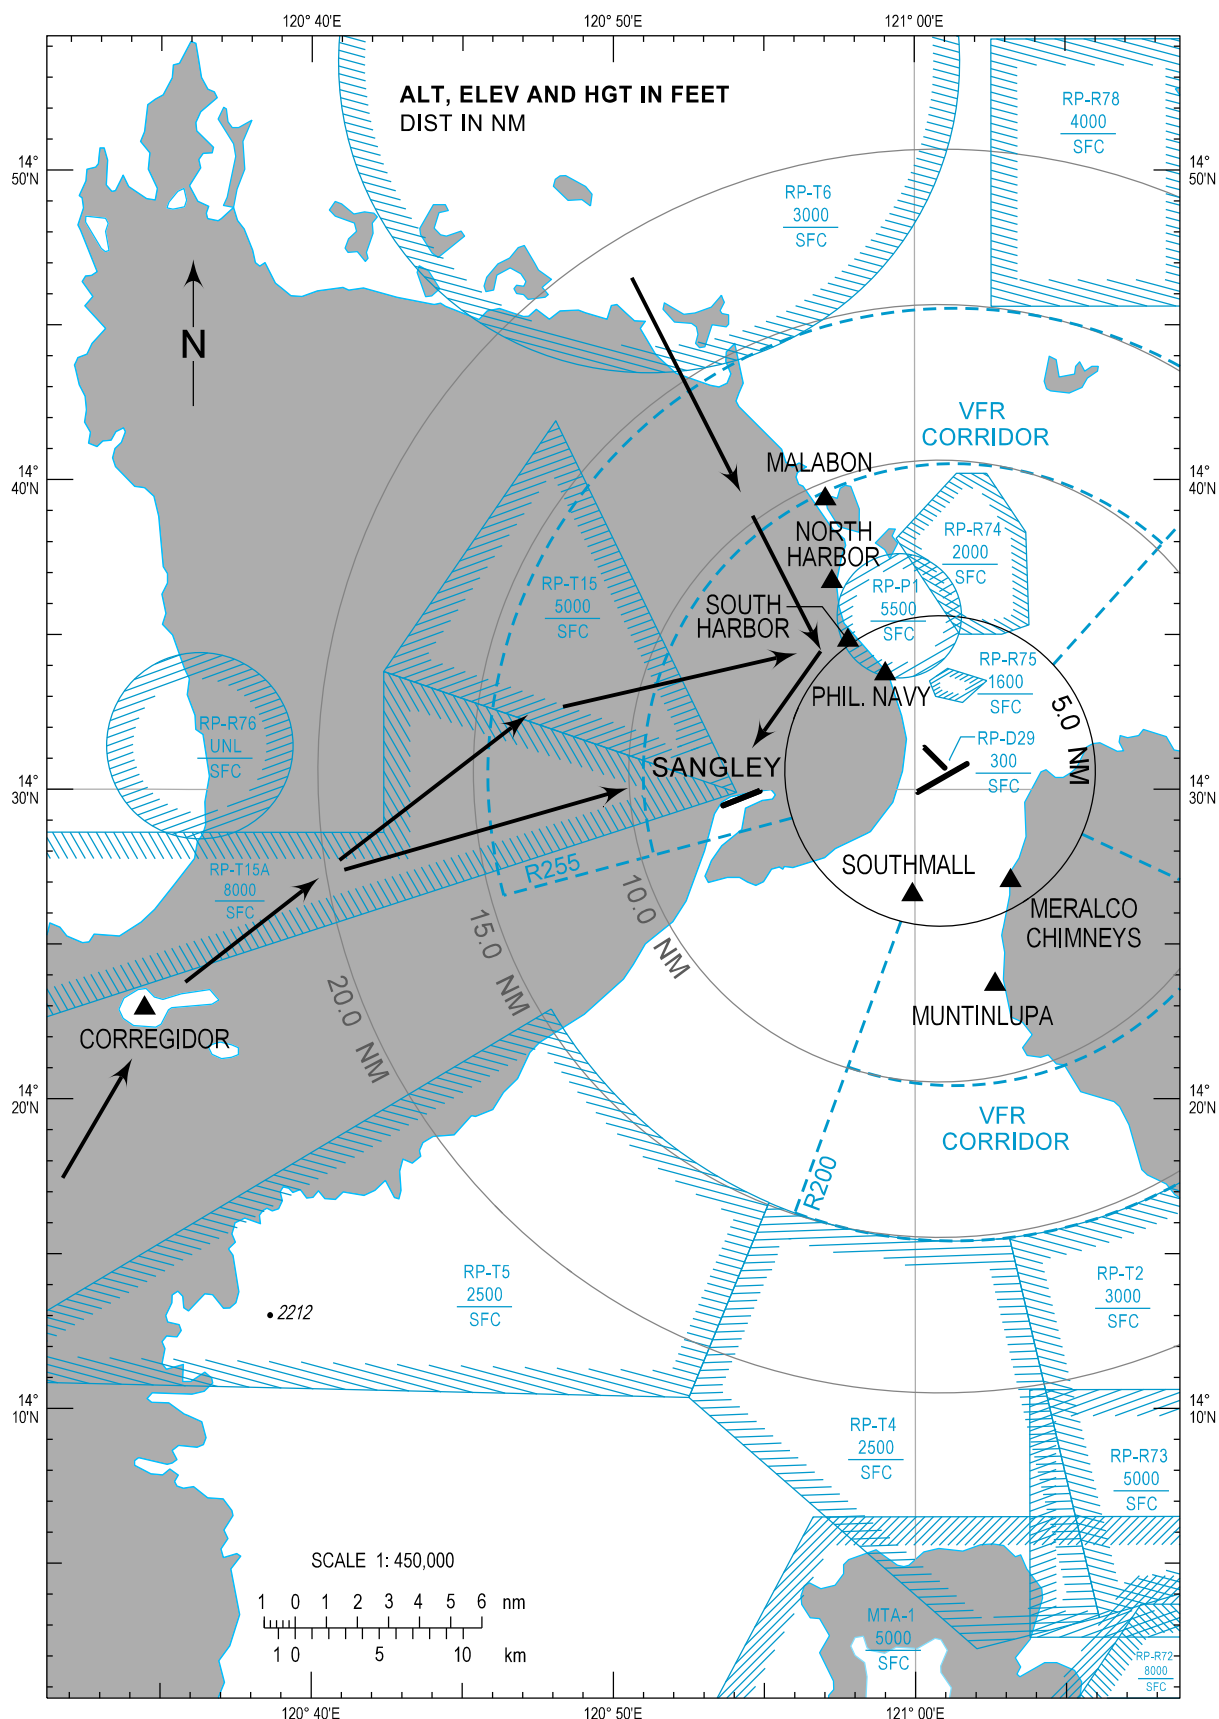 120° 40'E
120° 50'E
121° 00'E
ALT, ELEV AND HGT IN FEET
DIST IN NM
RP-R78
4000
SFC
14°
50'N
14°
50'N
RP-T6
3000
SFC
N
VFR
CORRIDOR
MALABON
14°
40'N
14°
40'N
NORTH
HARBOR
RP-R74
2000
SFC
RP-T15
5000
SFC
RP-P1
5500
SFC
SOUTH
HARBOR
RP-R75
1600
SFC
PHIL. NAVY
5.0 NM
RP-R76
UNL
SFC
RP-D29
300
SFC
SANGLEY
14°
30'N
14°
30'N
RP-T15A
8000
SFC
R255
SOUTHMALL
10.0 NM
15.0 NM
20.0 NM
MERALCO
CHIMNEYS
MUNTINLUPA
CORREGIDOR
14°
20'N
14°
20'N
VFR
CORRIDOR
R200
RP-T5
2500
SFC
RP-T2
3000
SFC
2212
14°
10'N
14°
10'N
RP-T4
2500
SFC
RP-R73
5000
SFC
SCALE 1: 450,000
1 0 1 2 3 4 5 6 nm
1 0 5 10 km
MTA-1
5000
SFC
RP-R72
8000
SFC
120° 40'E
120° 50'E
121° 00'E